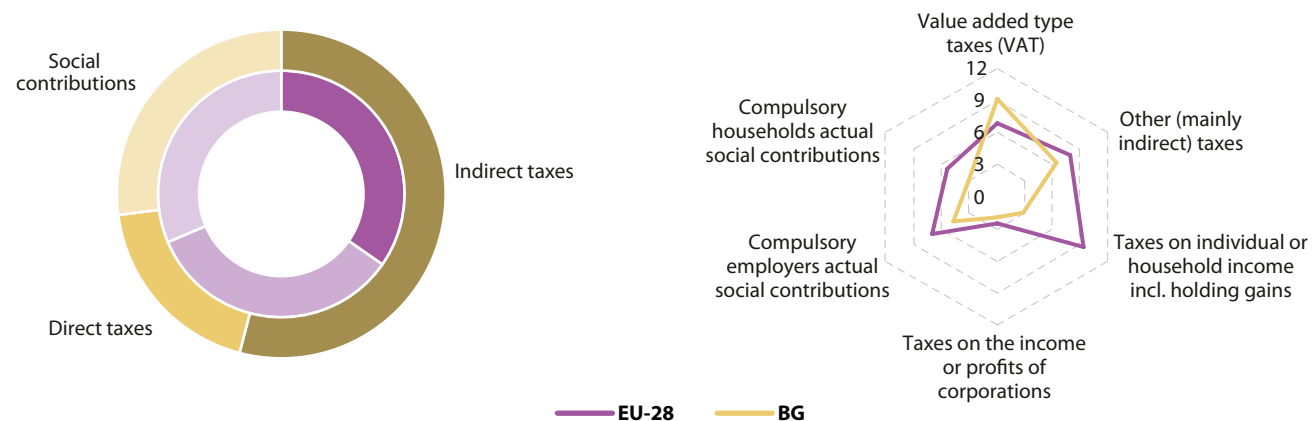 Social
contributions
Indirect taxes
Direct taxes
Value added type
taxes (VAT)
12
9
6
3
0
Other (mainly
indirect) taxes
Taxes on individual or
household income
incl. holding gains
Taxes on the income
or profits of
corporations
Compulsory
employers actual
social contributions
Compulsory
households actual
social contributions
EU-28
BG